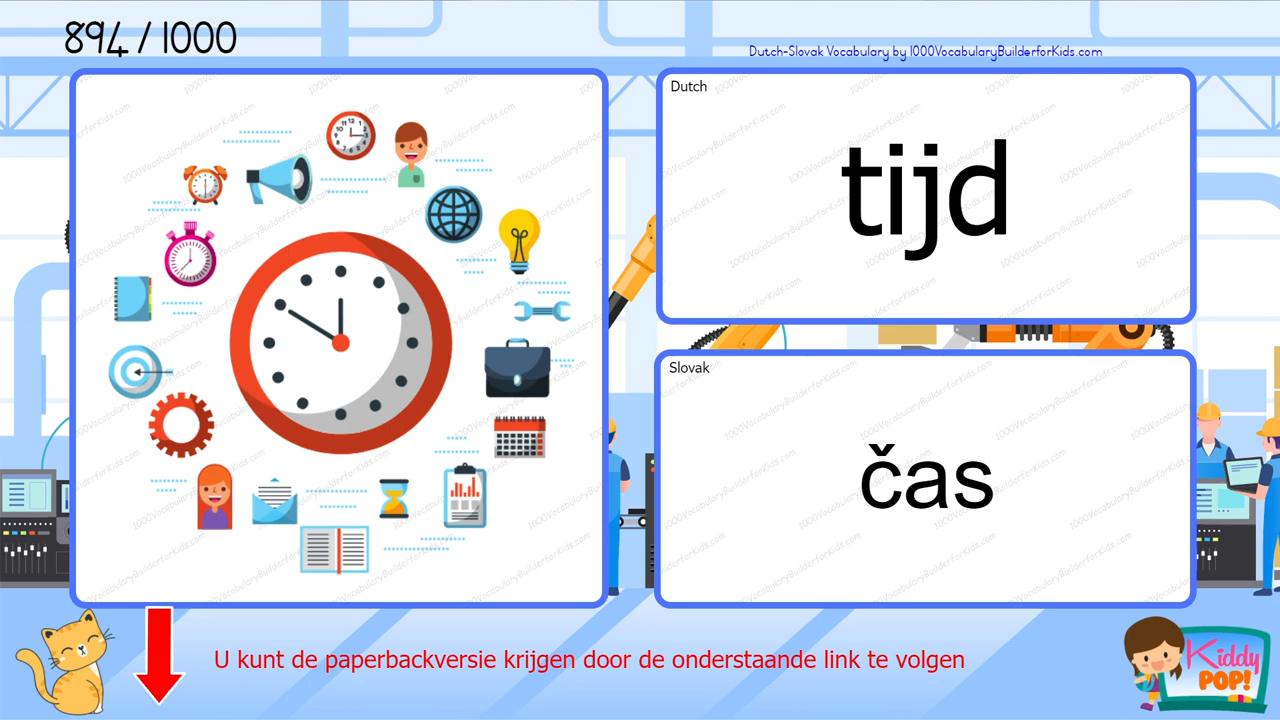 894 / 1000
Dutch-Slovak Vocabulary by 1000VocabularyBuilderforKids.com
Dutch
tijd
Slovak
čas
U kunt de paperbackversie krijgen door de onderstaande link te volgen
Kiddy
POP!